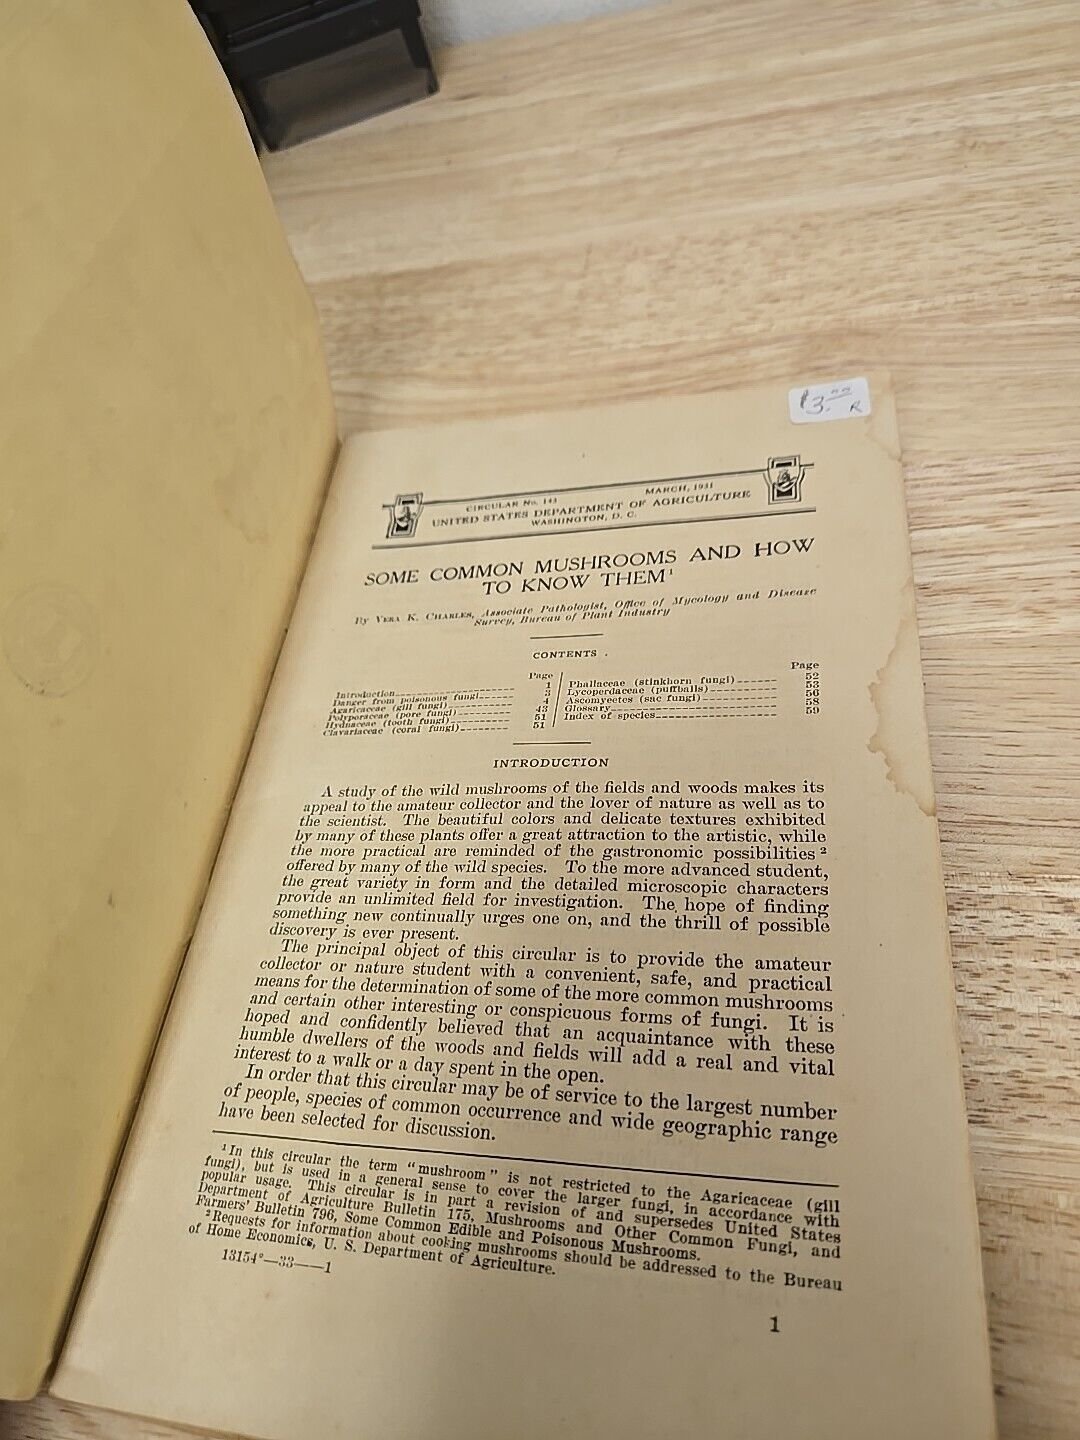 $3.00 R
CIRCULAR No. 143 MARCH, 1931
UNITED STATES DEPARTMENT OF AGRICULTURE
WASHINGTON, D. C.
SOME COMMON MUSHROOMS AND HOW
TO KNOW THEM¹
By VERA K. CHARLES, Associate Pathologist, Office of Mycology and Disease
Survey, Bureau of Plant Industry
CONTENTS
Page
Introduction 1
Danger from poisonous fungi 3
Agaricaceae (gill fungi) 4
Polyporaceae (pore fungi) 43
Hydnaceae (tooth fungi) 51
Clavariaceae (coral fungi) 51
Page
Phallaceae (stinkhorn fungi) 52
Lycoperdaceae (puffballs) 53
Ascomycetes (sac fungi) 56
Glossary 58
Index of species 59
INTRODUCTION
A study of the wild mushrooms of the fields and woods makes its
appeal to the amateur collector and the lover of nature as well as to
the scientist. The beautiful colors and delicate textures exhibited
by many of these plants offer a great attraction to the artistic, while
the more practical are reminded of the gastronomic possibilities ²
offered by many of the wild species. To the more advanced student,
the great variety in form and the detailed microscopic characters
provide an unlimited field for investigation. The hope of finding
something new continually urges one on, and the thrill of possible
discovery is ever present.
The principal object of this circular is to provide the amateur
collector or nature student with a convenient, safe, and practical
means for the determination of some of the more common mushrooms
and certain other interesting or conspicuous forms of fungi. It is
hoped and confidently believed that an acquaintance with these
humble dwellers of the woods and fields will add a real and vital
interest to a walk or a day spent in the open.
In order that this circular may be of service to the largest number
of people, species of common occurrence and wide geographic range
have been selected for discussion.
¹ In this circular the term "mushroom" is not restricted to the Agaricaceae (gill
fungi), but is used in a general sense to cover the larger fungi, in accordance with
popular usage. This circular is in part a revision of and supersedes United States
Department of Agriculture Bulletin 175, Mushrooms and Other Common Fungi, and
Farmers' Bulletin 796, Some Common Edible and Poisonous Mushrooms.
² Requests for information about cooking mushrooms should be addressed to the Bureau
of Home Economics, U. S. Department of Agriculture.
13154°—33——1
1